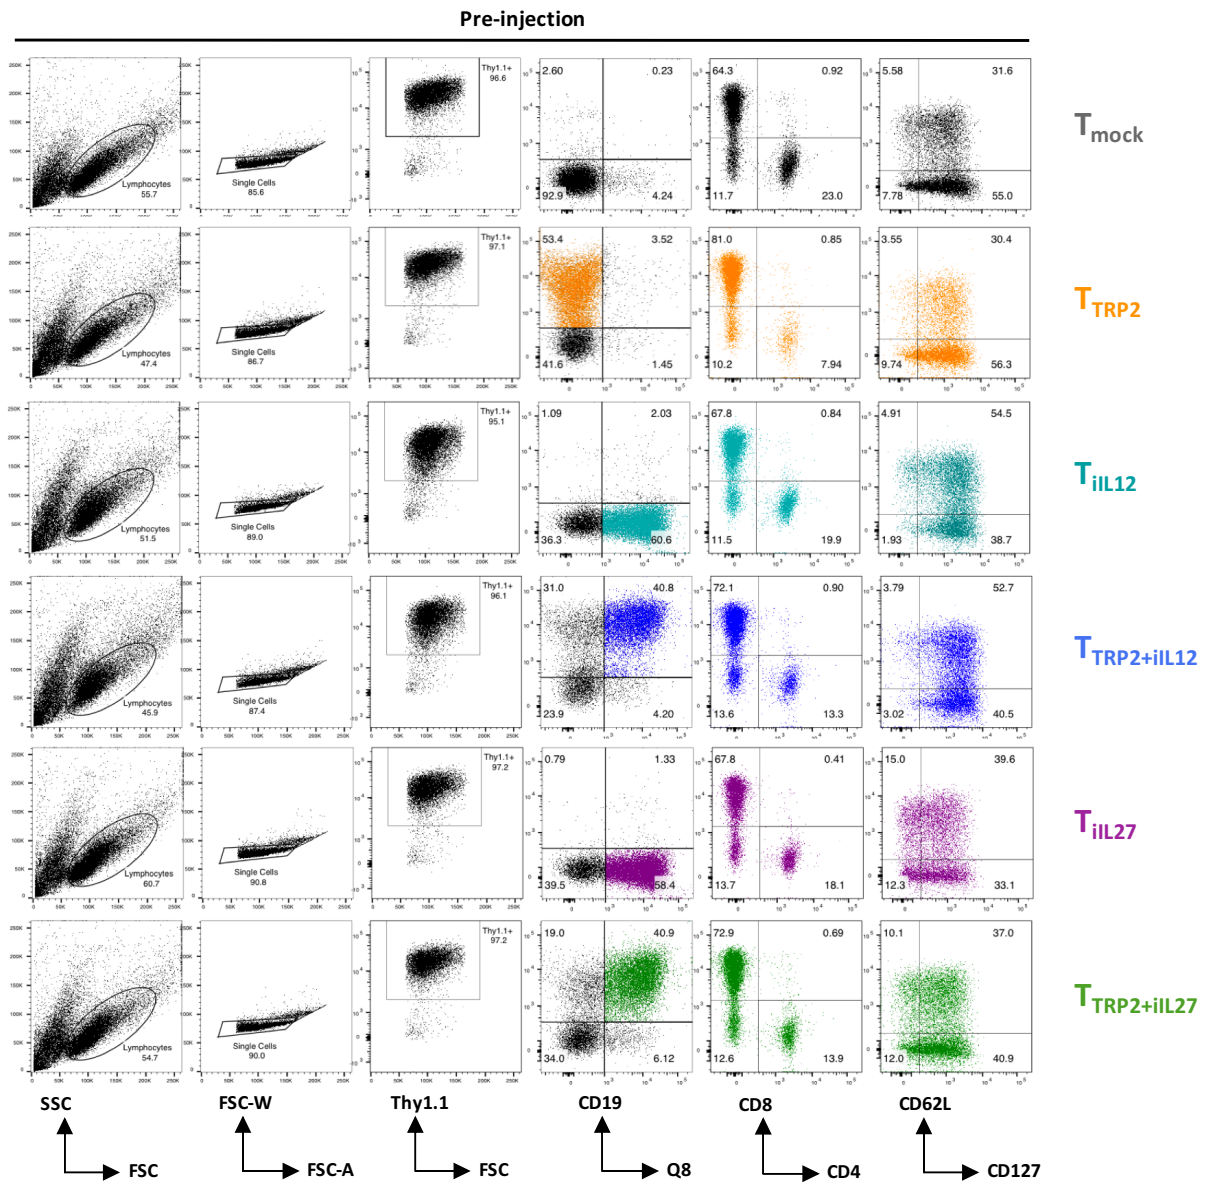 Pre-injection
Lymphocytes
55.7
Single Cells
85.6
Thy1.1+
96.6
2.60 0.23
92.9 4.24
64.3 0.92
11.7 23.0
5.58 31.6
7.78 55.0
Tmock
Lymphocytes
47.4
Single Cells
86.7
Thy1.1+
97.1
53.4 3.52
41.6 1.45
81.0 0.85
10.2 7.94
3.55 30.4
9.74 56.3
TTRP2
Lymphocytes
51.5
Single Cells
89.0
Thy1.1+
95.1
1.09 2.03
36.3 60.6
67.8 0.84
11.5 19.9
4.91 54.5
1.93 38.7
TiIL12
Lymphocytes
45.9
Single Cells
87.4
Thy1.1+
96.1
31.0 40.8
23.9 4.20
72.1 0.90
13.6 13.3
3.79 52.7
3.02 40.5
TTRP2+iIL12
Lymphocytes
60.7
Single Cells
90.8
Thy1.1+
97.2
0.79 1.33
39.5 58.4
67.8 0.41
13.7 18.1
15.0 39.6
12.3 33.1
TiIL27
Lymphocytes
54.7
Single Cells
90.0
Thy1.1+
97.2
19.0 40.9
34.0 6.12
72.9 0.69
12.6 13.9
10.1 37.0
12.0 40.9
TTRP2+iIL27
SSC FSC-W Thy1.1 CD19 CD8 CD62L
FSC FSC-A FSC Q8 CD4 CD127